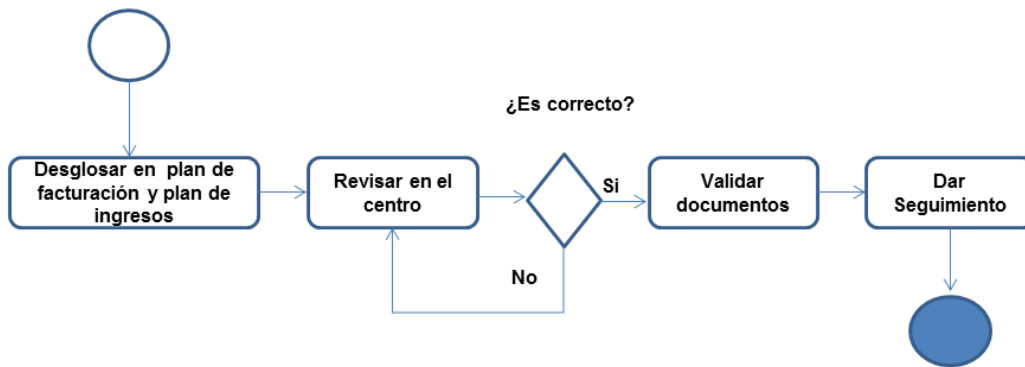 ¿Es correcto?
Desglosar en plan de
facturación y plan de
ingresos
Revisar en el
centro
Si
Validar
documentos
Dar
Seguimiento
No